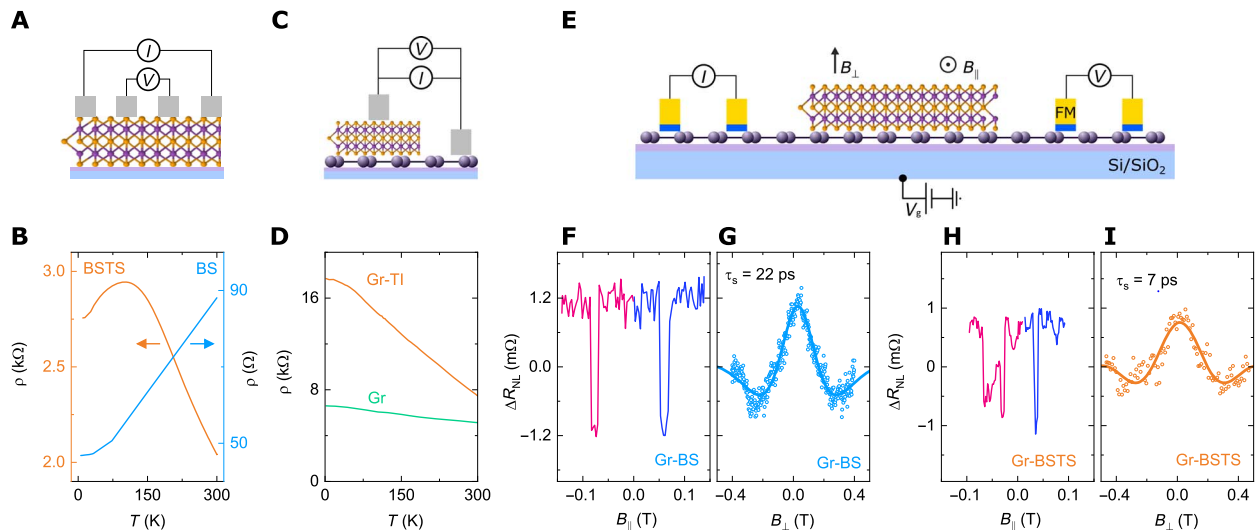 A
I
V
C
V
I
E
I
B⊥
B∥
V
FM
Si/SiO2
Vg
B
BSTS
BS
3.0
2.5
2.0
ρ (kΩ)
90
50
ρ (Ω)
0
150
300
T (K)
D
Gr-TI
Gr
16
8
0
ρ (kΩ)
0
150
300
T (K)
F
1.2
0.0
−1.2
ΔRNL (mΩ)
Gr-BS
−0.1
0.0
0.1
B∥ (T)
G
τs = 22 ps
Gr-BS
−0.4
0.0
0.4
B⊥ (T)
H
1
0
−1
ΔRNL (mΩ)
Gr-BSTS
−0.1
0.0
0.1
B∥ (T)
I
τs = 7 ps
Gr-BSTS
−0.4
0.0
0.4
B⊥ (T)